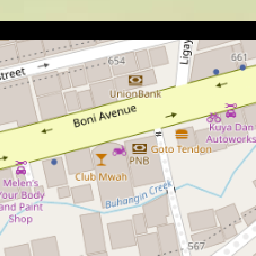 Street
654
UnionBank
Ligay
661
Boni Avenue
Kuya Dan
Autoworks
PNB
Goto Tendon
Club Mwah
Melen's
Your Body
and Paint
Shop
Buhangin Creek
567